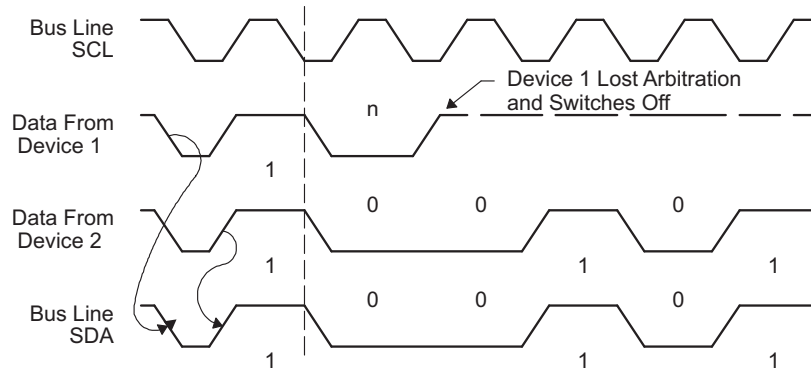 Bus Line
SCL
Device 1 Lost Arbitration
and Switches Off
n
Data From
Device 1
1
0 0 0
Data From
Device 2
1 1 1
0 0 0
Bus Line
SDA
1 1 1